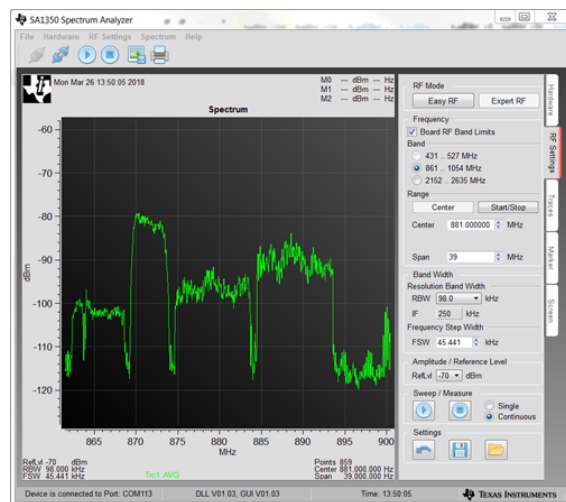 SA1350 Spectrum Analyzer
File Hardware RF Settings Spectrum Help
Mon Mar 26 13:50:05 2018
M0 --- dBm --- Hz
M1 --- dBm --- Hz
M2 --- dBm --- Hz
Spectrum
-60
-70
-80
-90
-100
-110
-120
dBm
865 870 875 880 885 890 895 900
MHz
RefLvl -70 dBm
RBW 98.000 kHz
FSW 45.441 kHz
Trc1 AVG
Points 859
Center 881.000,000 MHz
Span 39.000,000 MHz
RF Mode
Easy RF Expert RF
Frequency
Board RF Band Limits
Band
431 .. 527 MHz
861 .. 1054 MHz
2152 .. 2635 MHz
Range
Center Start/Stop
Center 881.000000 MHz
Span 39 MHz
Band Width
Resolution Band Width
RBW 98.0 kHz
IF 250 kHz
Frequency Step Width
FSW 45.441 kHz
Amplitude / Reference Level
RefLvl -70 dBm
Sweep / Measure
Single
Continuous
Settings
Hardware
RF Settings
Traces
Marker
Screen
Device is connected to Port: COM113 DLL V01.03, GUI V01.03 Time: 13:50:05 TEXAS INSTRUMENTS